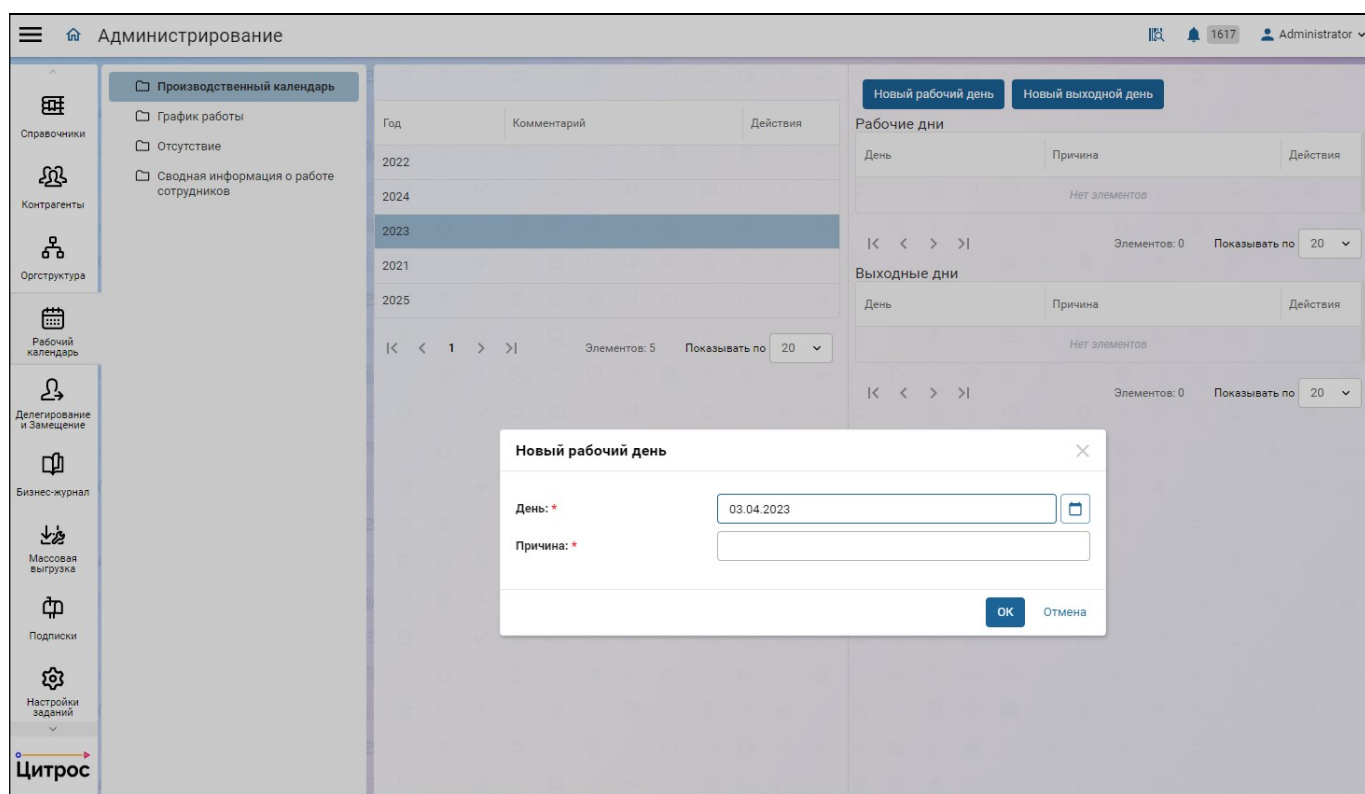 Администрирование
1617
Administrator
Справочники
Контрагенты
Оргструктура
Рабочий
календарь
Делегирование
и Замещение
Бизнес-журнал
Массовая
выгрузка
Подписки
Настройки
заданий
Цитрос
Производственный календарь
График работы
Отсутствие
Сводная информация о работе
сотрудников
Год Комментарий Действия
2022
2024
2023
2021
2025
1 Элементов: 5 Показывать по 20
Новый рабочий день Новый выходной день
Рабочие дни
День Причина Действия
Нет элементов
Элементов: 0 Показывать по 20
Выходные дни
День Причина Действия
Нет элементов
Элементов: 0 Показывать по 20
Новый рабочий день
День: * 03.04.2023
Причина: *
ОК Отмена